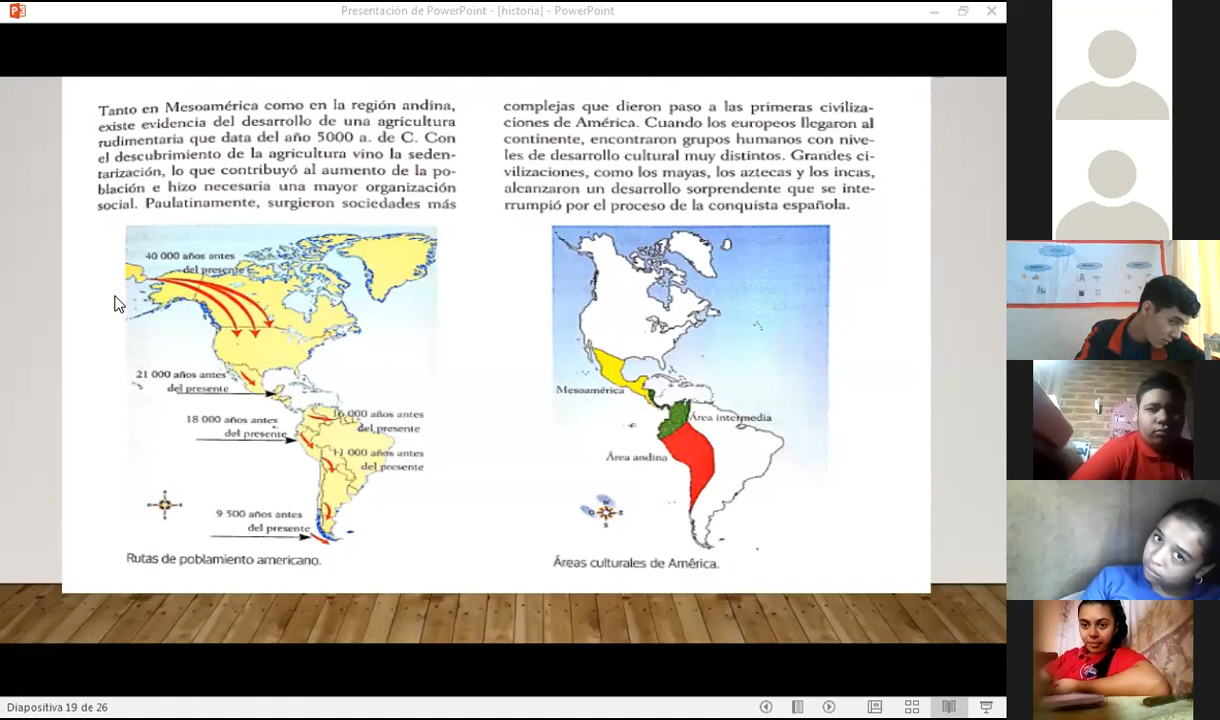 Presentación de PowerPoint - [historia] - PowerPoint
Tanto en Mesoamérica como en la región andina,
existe evidencia del desarrollo de una agricultura
rudimentaria que data del año 5000 a. de C. Con
el descubrimiento de la agricultura vino la seden-
tarización, lo que contribuyó al aumento de la po-
blación e hizo necesaria una mayor organización
social. Paulatinamente, surgieron sociedades más
complejas que dieron paso a las primeras civiliza-
ciones de América. Cuando los europeos llegaron al
continente, encontraron grupos humanos con nive-
les de desarrollo cultural muy distintos. Grandes ci-
vilizaciones, como los mayas, los aztecas y los incas,
alcanzaron un desarrollo sorprendente que se inte-
rrumpió por el proceso de la conquista española.
40 000 años antes
del presente
21 000 años antes
del presente
18 000 años antes
del presente
16 000 años antes
del presente
11 000 años antes
del presente
9 500 años antes
del presente
Rutas de poblamiento americano.
Mesoamérica
Área intermedia
Área andina
Áreas culturales de América.
Diapositiva 19 de 26